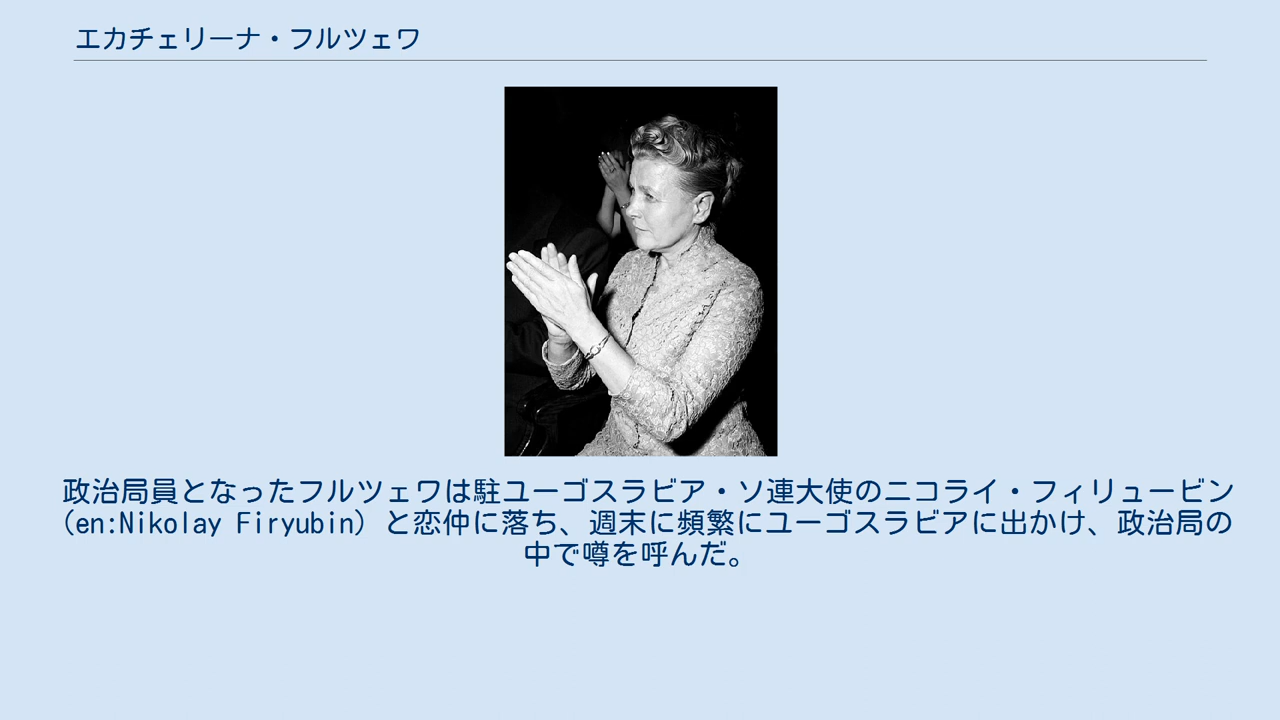 エカチェリーナ・フルツェワ
政治局員となったフルツェワは駐ユーゴスラビア・ソ連大使のニコライ・フィリュービン
(en:Nikolay Firyubin) と恋仲に落ち、週末に頻繁にユーゴスラビアに出かけ、政治局の
中で噂を呼んだ。